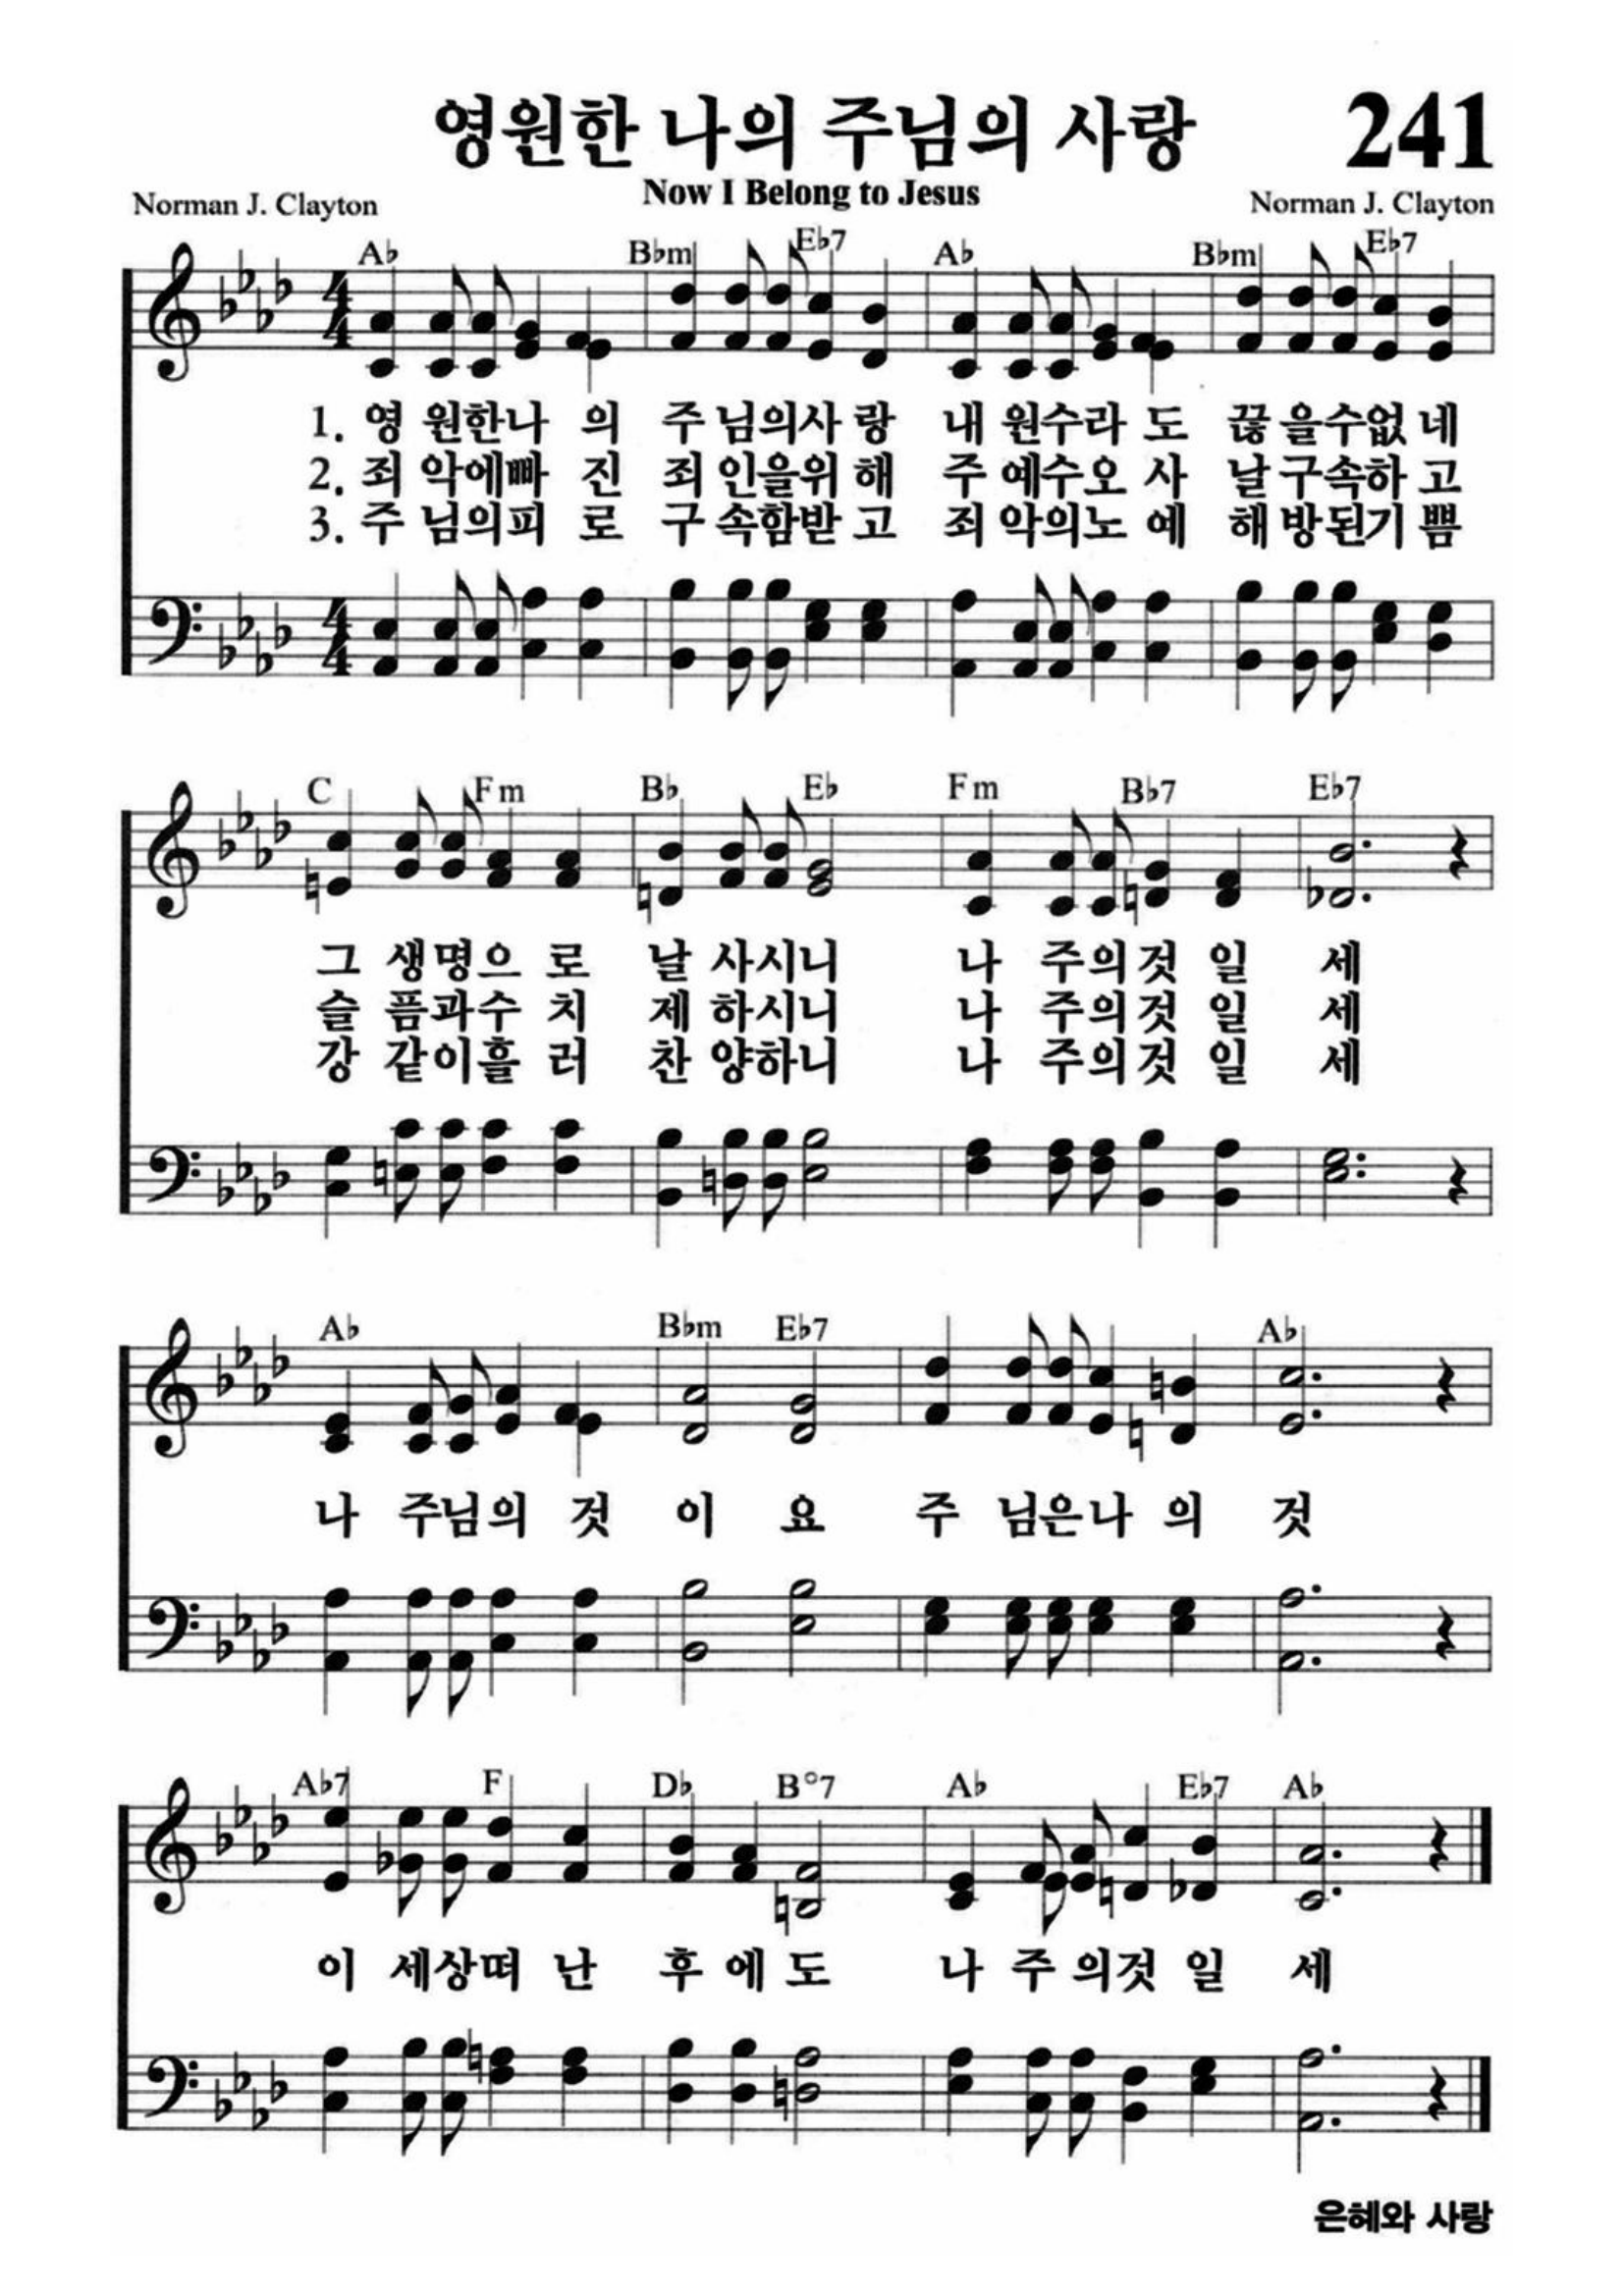 영원한 나의 주님의 사랑 241
Now I Belong to Jesus
Norman J. Clayton Norman J. Clayton
A♭ B♭m E♭7 A♭ B♭m E♭7
1. 영 원한나 의 주 님의사 랑 내 원수라 도 끊 을수없 네
2. 죄 악에빠 진 죄 인을위 해 주 예수오 사 날 구속하 고
3. 주 님의피 로 구 속함받 고 죄 악의노 예 해 방된기 쁨
C Fm B♭ E♭ Fm B♭7 E♭7
그 생명으 로 날 사시니 나 주의것 일 세
슬 픔과수 치 제 하시니 나 주의것 일 세
강 같이흘 러 찬 양하니 나 주의것 일 세
A♭ B♭m E♭7 A♭
나 주님의 것 이 요 주 님은나 의 것
A♭7 F D♭ B°7 A♭ E♭7 A♭
이 세상떠 난 후 에 도 나 주 의것 일 세
은혜와 사랑